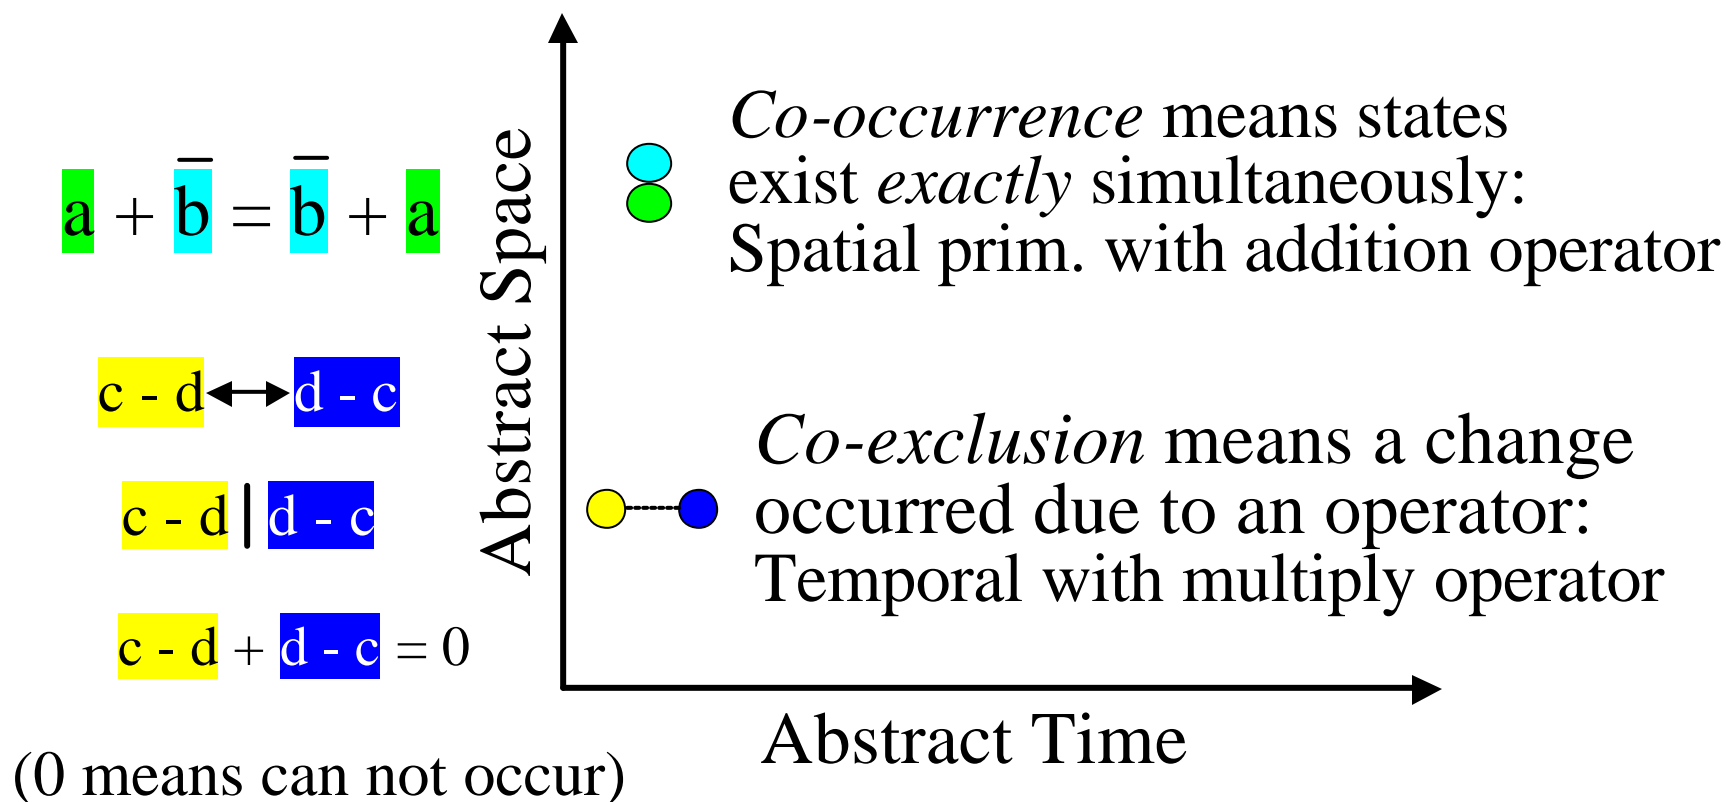 a + b̅ = b̅ + a
c - d ↔ d - c
c - d | d - c
c - d + d - c = 0
(0 means can not occur)
Abstract Space
Co-occurrence means states
exist exactly simultaneously:
Spatial prim. with addition operator
Co-exclusion means a change
occurred due to an operator:
Temporal with multiply operator
Abstract Time